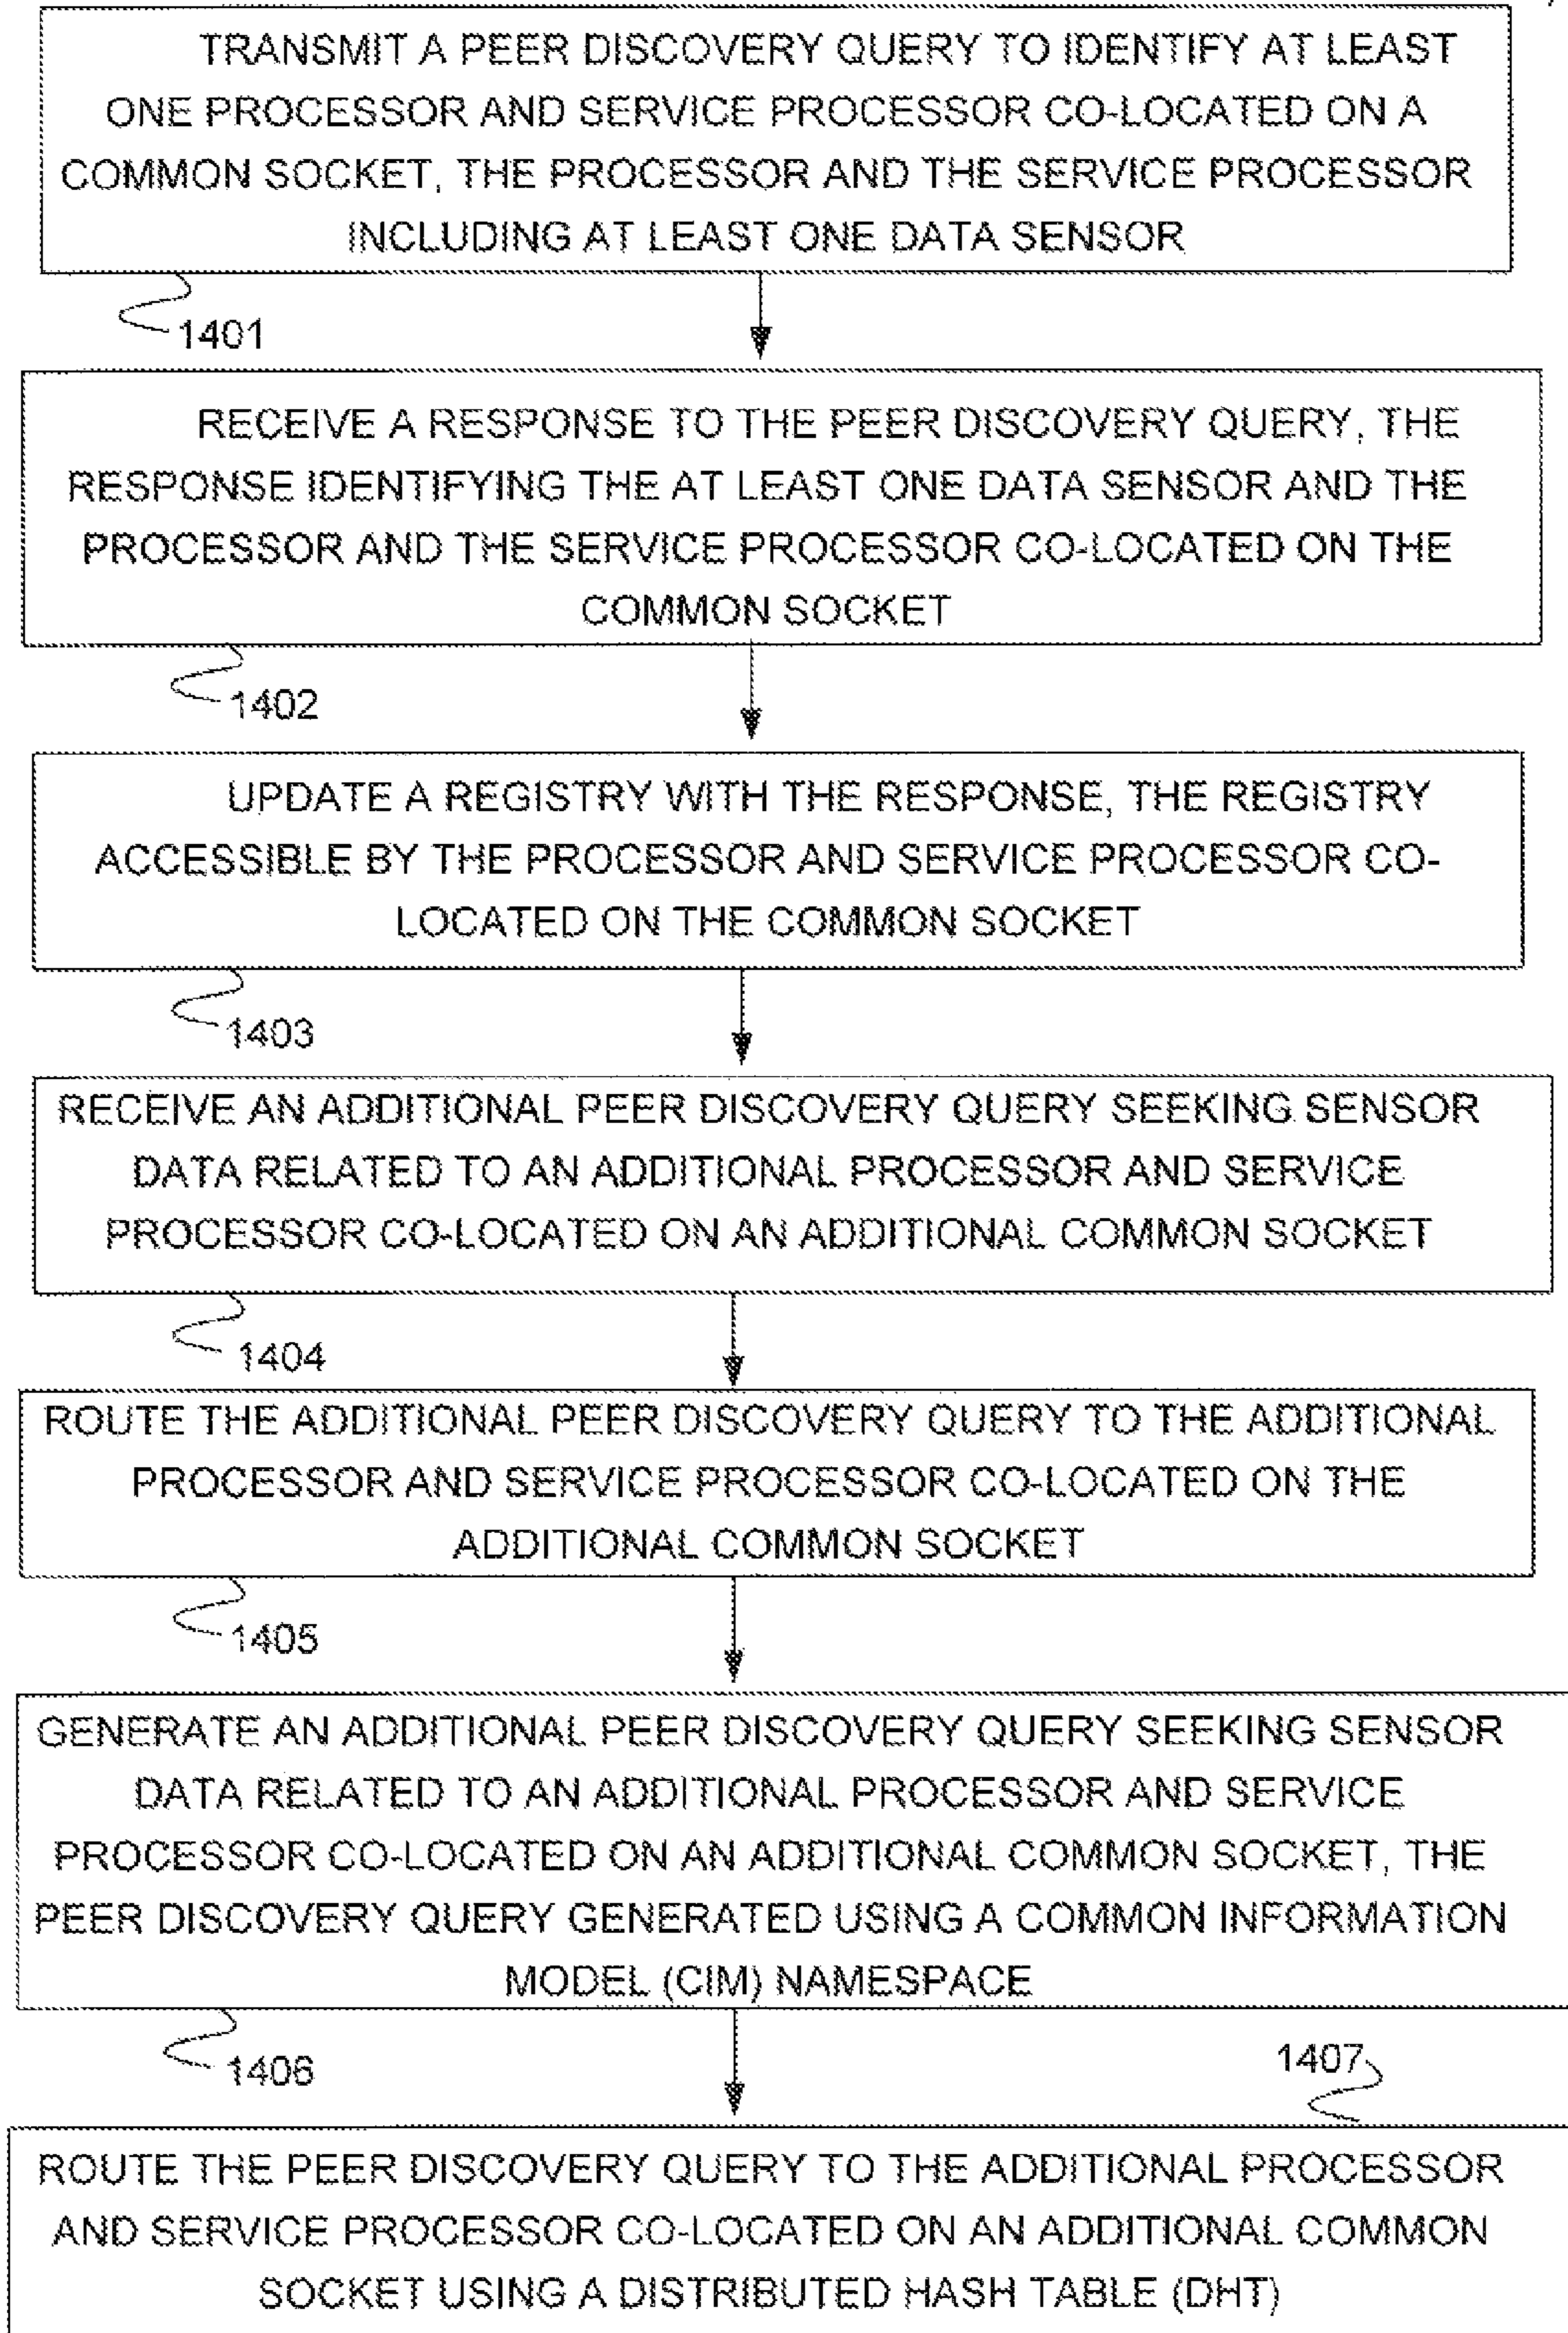 TRANSMIT A PEER DISCOVERY QUERY TO IDENTIFY AT LEAST
ONE PROCESSOR AND SERVICE PROCESSOR CO-LOCATED ON A
COMMON SOCKET, THE PROCESSOR AND THE SERVICE PROCESSOR
INCLUDING AT LEAST ONE DATA SENSOR
1401
RECEIVE A RESPONSE TO THE PEER DISCOVERY QUERY, THE
RESPONSE IDENTIFYING THE AT LEAST ONE DATA SENSOR AND THE
PROCESSOR AND THE SERVICE PROCESSOR CO-LOCATED ON THE
COMMON SOCKET
1402
UPDATE A REGISTRY WITH THE RESPONSE, THE REGISTRY
ACCESSIBLE BY THE PROCESSOR AND SERVICE PROCESSOR CO-
LOCATED ON THE COMMON SOCKET
1403
RECEIVE AN ADDITIONAL PEER DISCOVERY QUERY SEEKING SENSOR
DATA RELATED TO AN ADDITIONAL PROCESSOR AND SERVICE
PROCESSOR CO-LOCATED ON AN ADDITIONAL COMMON SOCKET
1404
ROUTE THE ADDITIONAL PEER DISCOVERY QUERY TO THE ADDITIONAL
PROCESSOR AND SERVICE PROCESSOR CO-LOCATED ON THE
ADDITIONAL COMMON SOCKET
1405
GENERATE AN ADDITIONAL PEER DISCOVERY QUERY SEEKING SENSOR
DATA RELATED TO AN ADDITIONAL PROCESSOR AND SERVICE
PROCESSOR CO-LOCATED ON AN ADDITIONAL COMMON SOCKET, THE
PEER DISCOVERY QUERY GENERATED USING A COMMON INFORMATION
MODEL (CIM) NAMESPACE
1406
1407
ROUTE THE PEER DISCOVERY QUERY TO THE ADDITIONAL PROCESSOR
AND SERVICE PROCESSOR CO-LOCATED ON AN ADDITIONAL COMMON
SOCKET USING A DISTRIBUTED HASH TABLE (DHT)